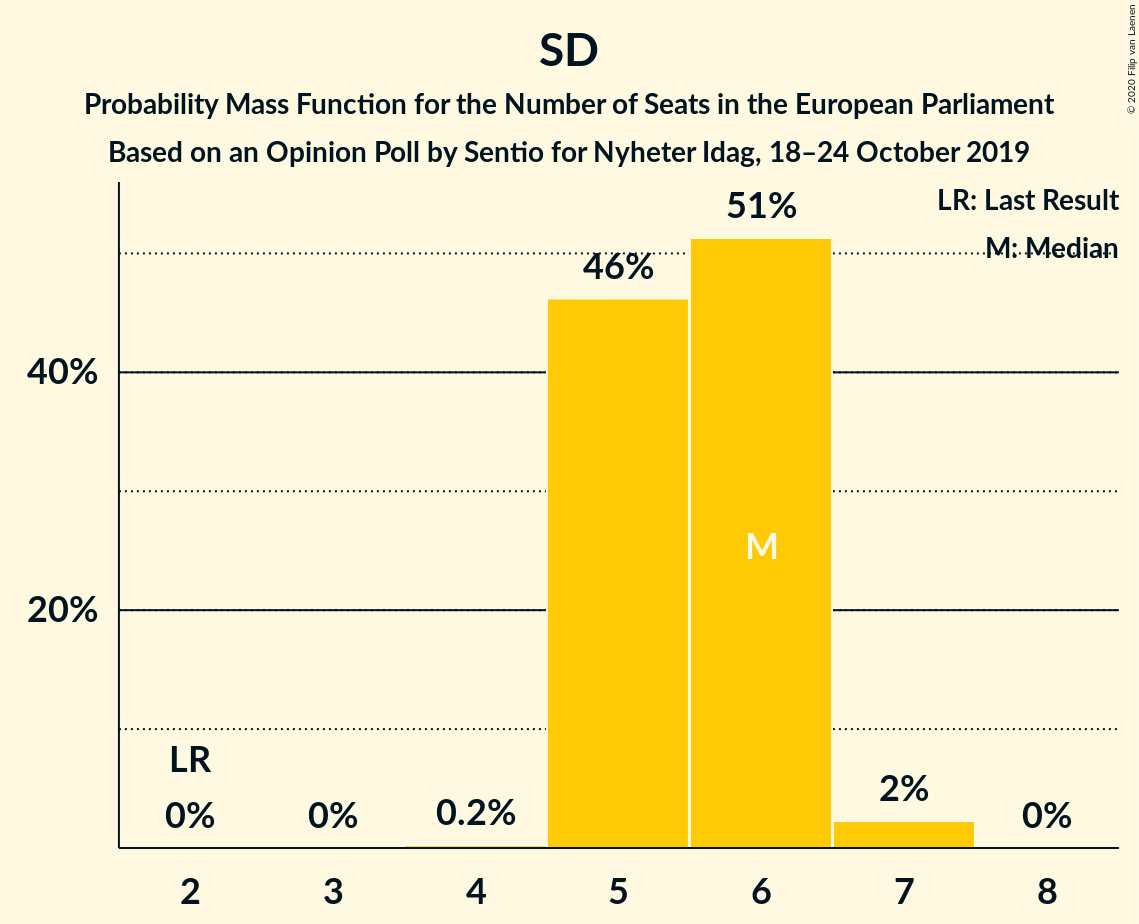 SD
Probability Mass Function for the Number of Seats in the European Parliament
Based on an Opinion Poll by Sentio for Nyheter Idag, 18–24 October 2019
© 2020 Filip van Laenen
LR: Last Result
M: Median
51%
46%
40%
M
20%
LR
0%
0%
0.2%
2%
0%
2
3
4
5
6
7
8